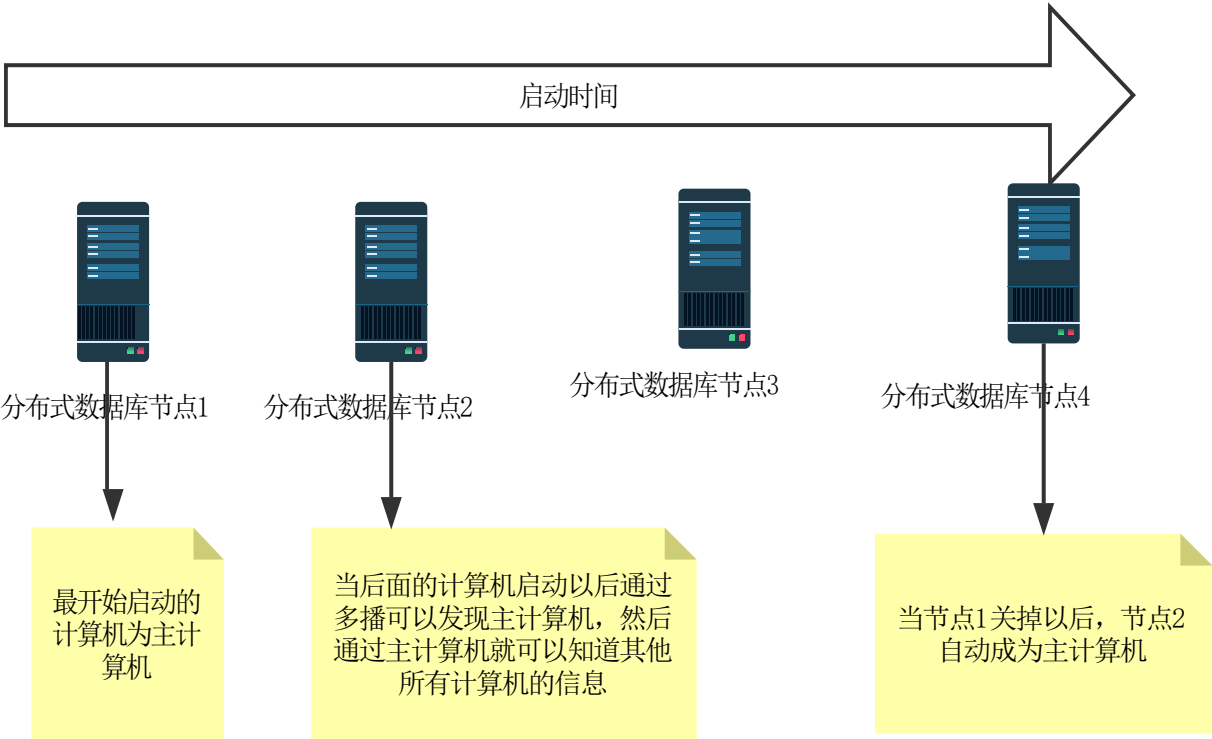 启动时间
分布式数据库节点1
分布式数据库节点2
分布式数据库节点3
分布式数据库节点4
最开始启动的
计算机为主计
算机
当后面的计算机启动以后通过
多播可以发现主计算机，然后
通过主计算机就可以知道其他
所有计算机的信息
当节点1关掉以后，节点2
自动成为主计算机